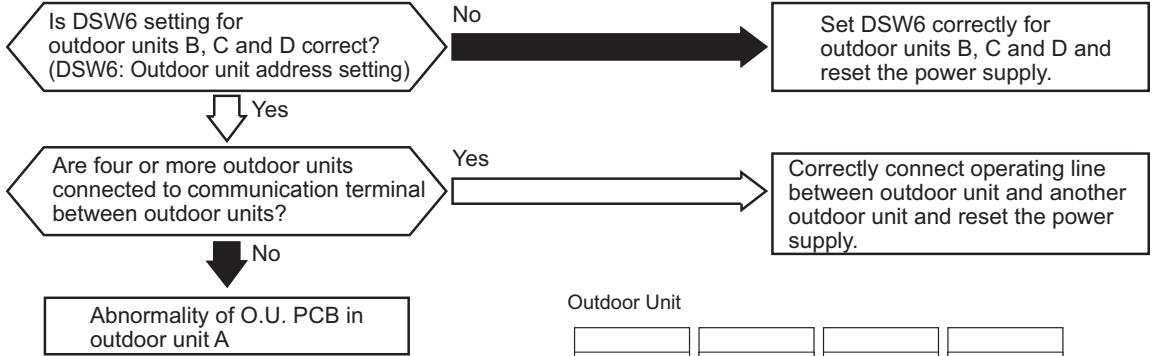 Is DSW6 setting for
outdoor units B, C and D correct?
(DSW6: Outdoor unit address setting)
No
Set DSW6 correctly for
outdoor units B, C and D and
reset the power supply.
Yes
Are four or more outdoor units
connected to communication terminal
between outdoor units?
Yes
Correctly connect operating line
between outdoor unit and another
outdoor unit and reset the power
supply.
No
Abnormality of O.U. PCB in
outdoor unit A
Outdoor Unit